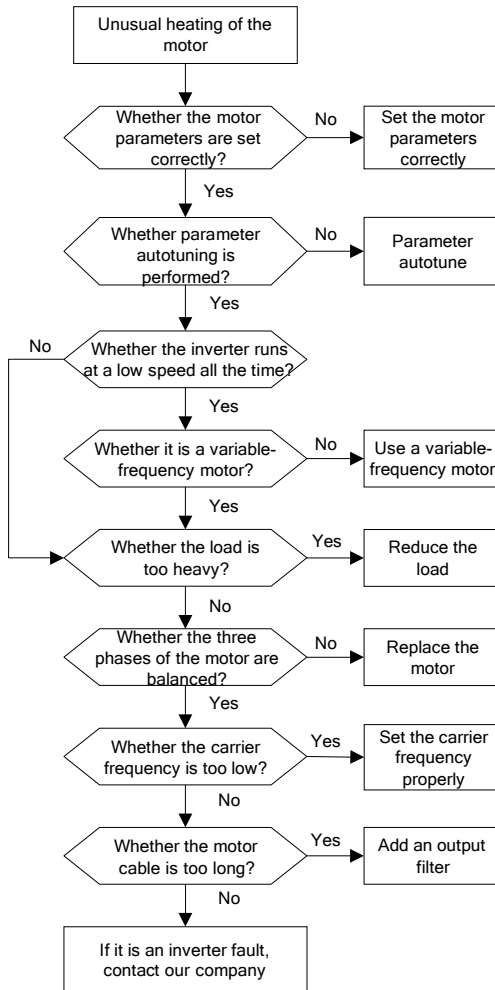 Unusual heating of the
motor
Whether the motor
parameters are set
correctly?
No
Set the motor
parameters
correctly
Yes
Whether parameter
autotuning is
performed?
No
Parameter
autotune
Yes
No
Whether the inverter runs
at a low speed all the time?
Yes
Whether it is a variable-
frequency motor?
No
Use a variable-
frequency motor
Yes
Whether the load is
too heavy?
Yes
Reduce the
load
No
Whether the three
phases of the motor are
balanced?
No
Replace the
motor
Yes
Whether the carrier
frequency is too low?
Yes
Set the carrier
frequency
properly
No
Whether the motor
cable is too long?
Yes
Add an output
filter
No
If it is an inverter fault,
contact our company